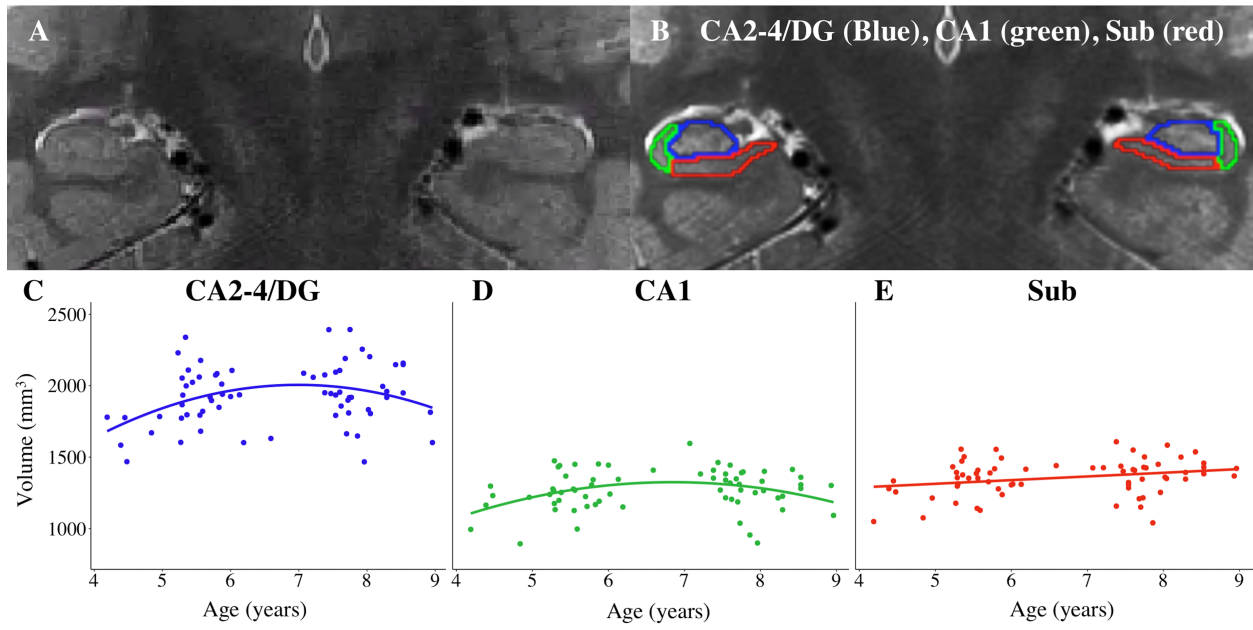 A
B CA2-4/DG (Blue), CA1 (green), Sub (red)
C CA2-4/DG
D CA1
E Sub
Volume (mm³)
2500
2000
1500
1000
4 5 6 7 8 9
4 5 6 7 8 9
4 5 6 7 8 9
Age (years)
Age (years)
Age (years)